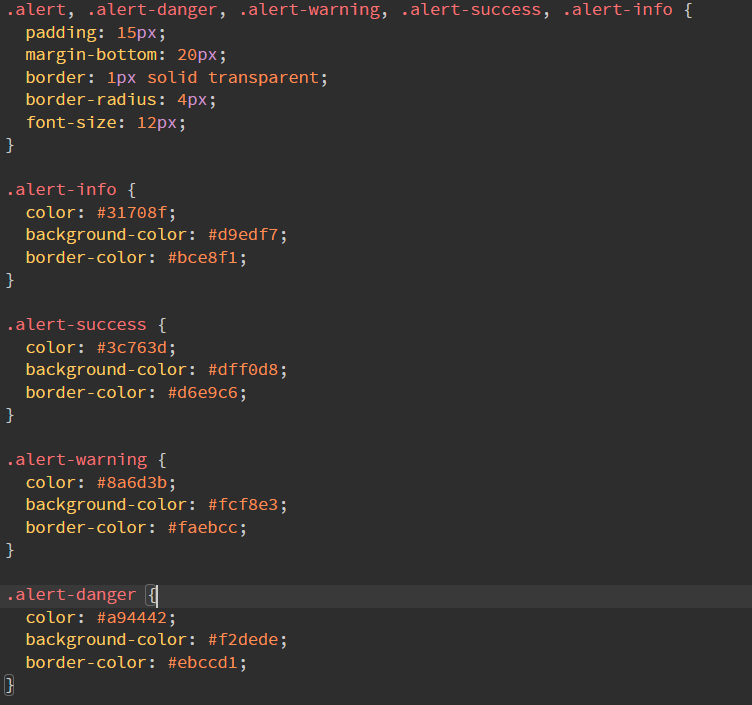 .alert, .alert-danger, .alert-warning, .alert-success, .alert-info {
  padding: 15px;
  margin-bottom: 20px;
  border: 1px solid transparent;
  border-radius: 4px;
  font-size: 12px;
}

.alert-info {
  color: #31708f;
  background-color: #d9edf7;
  border-color: #bce8f1;
}

.alert-success {
  color: #3c763d;
  background-color: #dff0d8;
  border-color: #d6e9c6;
}

.alert-warning {
  color: #8a6d3b;
  background-color: #fcf8e3;
  border-color: #faebcc;
}

.alert-danger {
  color: #a94442;
  background-color: #f2dede;
  border-color: #ebccd1;
}